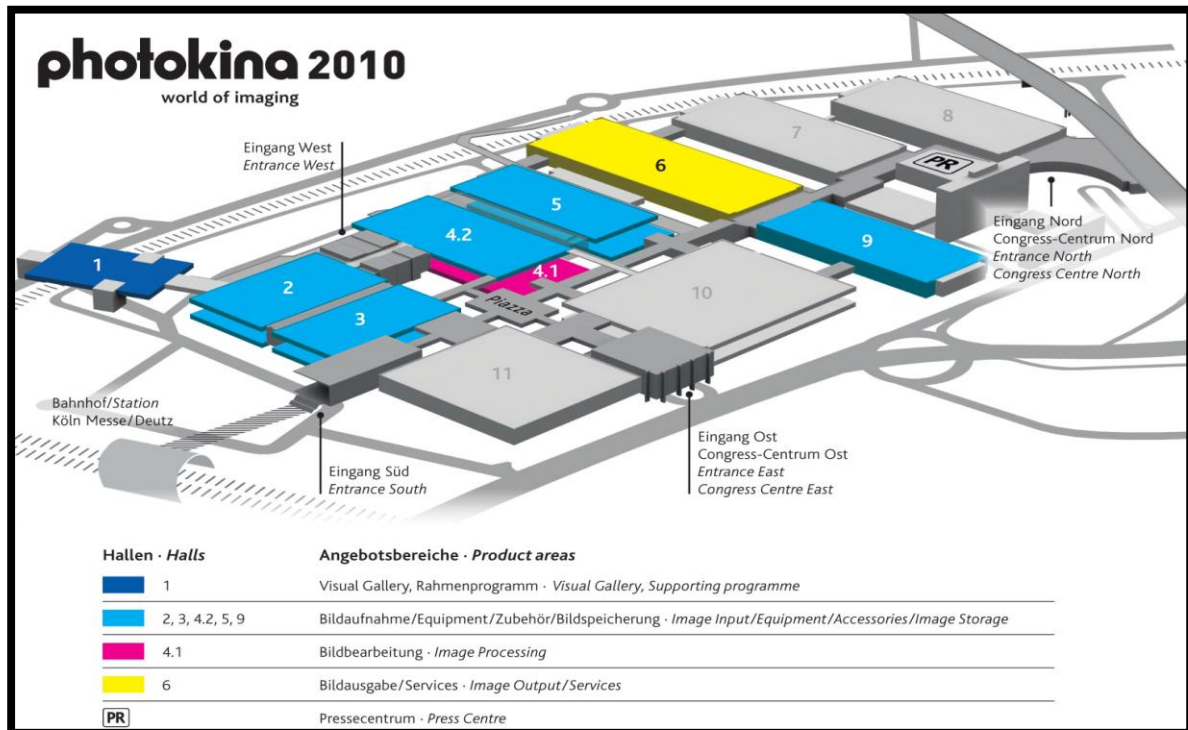 photokina 2010
world of imaging
Eingang West
Entrance West
8
7
PR
6
5
Eingang Nord
Congress-Centrum Nord
Entrance North
Congress Centre North
4.2
9
1
4.1
2
10
Piazza
3
11
Bahnhof/Station
Köln Messe/Deutz
Eingang Ost
Congress-Centrum Ost
Entrance East
Congress Centre East
Eingang Süd
Entrance South
Hallen · Halls Angebotsbereiche · Product areas
1 Visual Gallery, Rahmenprogramm · Visual Gallery, Supporting programme
2, 3, 4.2, 5, 9 Bildaufnahme/Equipment/Zubehör/Bildspeicherung · Image Input/Equipment/Accessories/Image Storage
4.1 Bildbearbeitung · Image Processing
6 Bildausgabe/Services · Image Output/Services
PR Pressecentrum · Press Centre